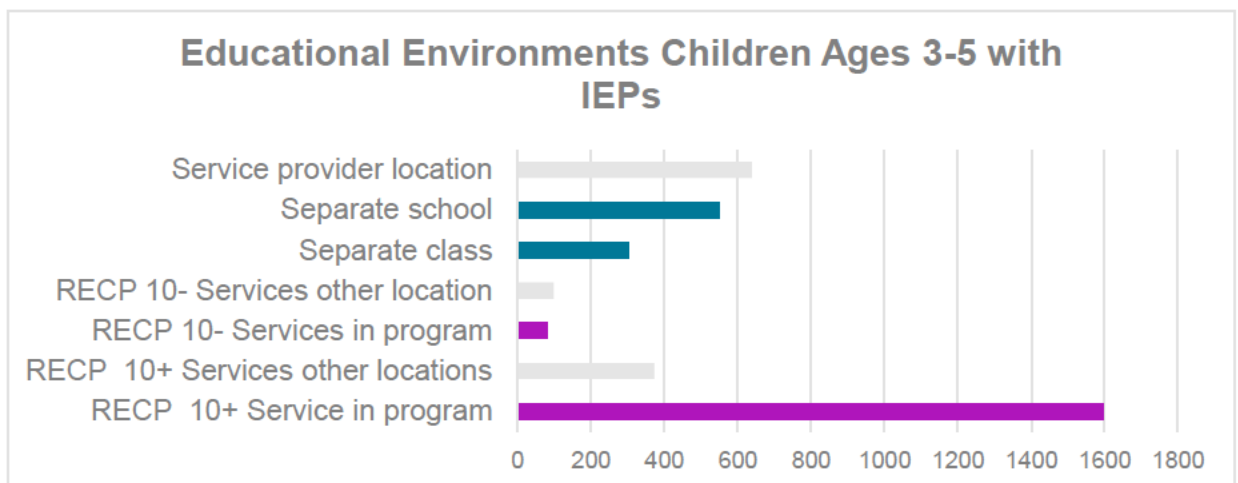 Educational Environments Children Ages 3-5 with
IEPs
Service provider location
Separate school
Separate class
RECP 10- Services other location
RECP 10- Services in program
RECP  10+ Services other locations
RECP  10+ Service in program
0 200 400 600 800 1000 1200 1400 1600 1800